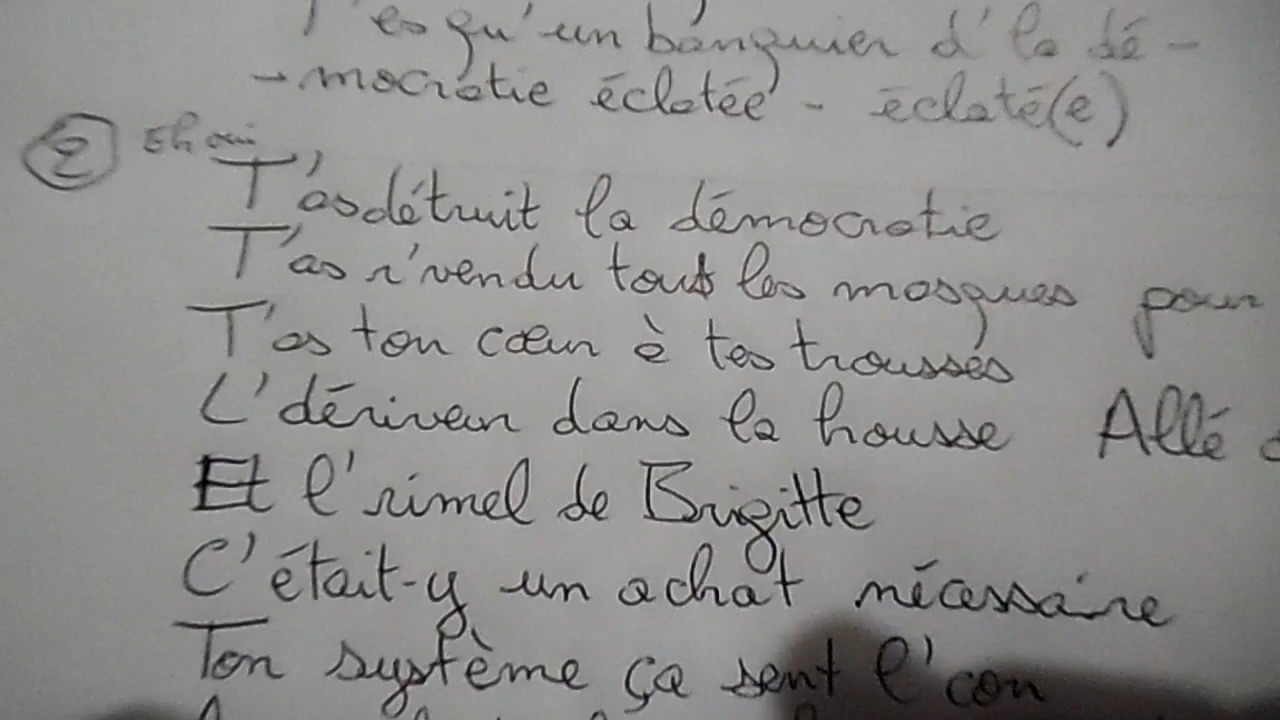 T'es qu'un banquier d'la dé-
-mocratie éclatée - éclaté(e)
② Eh oui
T'as détruit la démocratie
T'as r'vendu tout les masques pour
T'as ton cœur à tes trousses
L'dériveur dans la housse Allé
Et l'rimel de Brigitte
C'était-y un achat nécessaire
Ton système ça sent l'con